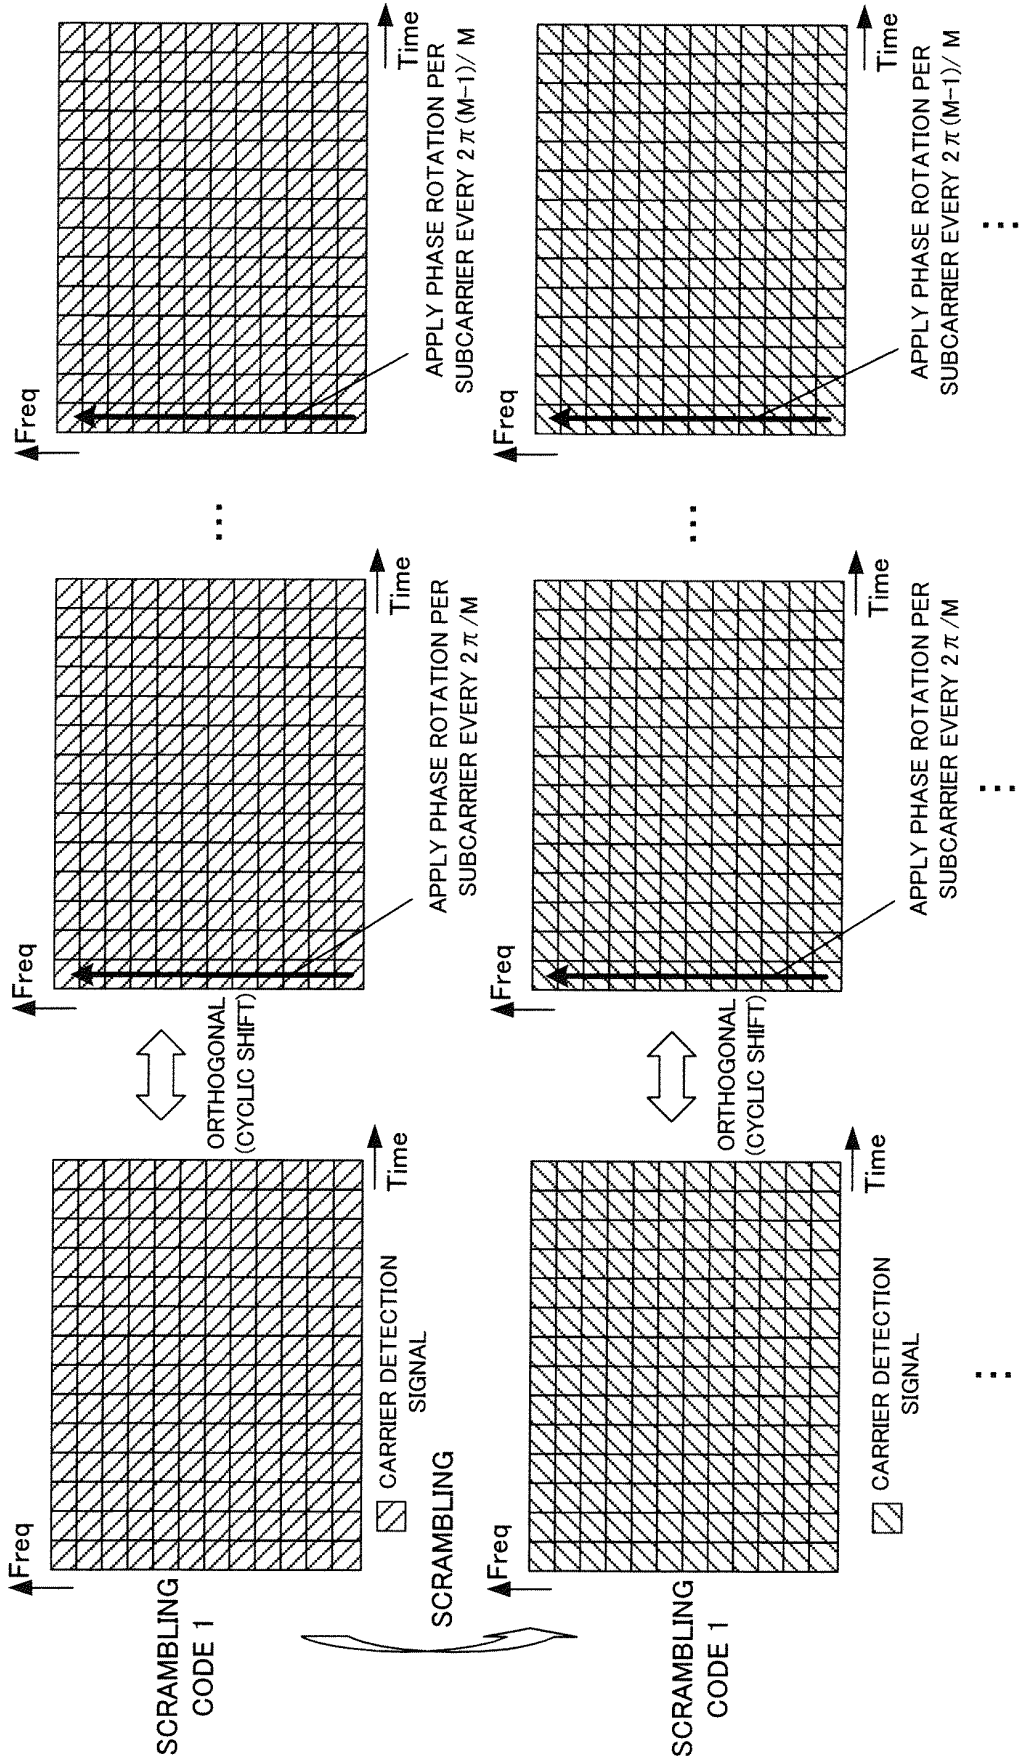 SCRAMBLING
CODE 1
Freq
Time
CARRIER DETECTION
SIGNAL
ORTHOGONAL
(CYCLIC SHIFT)
Freq
Time
APPLY PHASE ROTATION PER
SUBCARRIER EVERY 2π/M
...
Freq
Time
APPLY PHASE ROTATION PER
SUBCARRIER EVERY 2π(M-1)/ M
SCRAMBLING
SCRAMBLING
CODE 1
Freq
Time
CARRIER DETECTION
SIGNAL
ORTHOGONAL
(CYCLIC SHIFT)
Freq
Time
APPLY PHASE ROTATION PER
SUBCARRIER EVERY 2π/M
...
Freq
Time
APPLY PHASE ROTATION PER
SUBCARRIER EVERY 2π(M-1)/ M
...
...
...